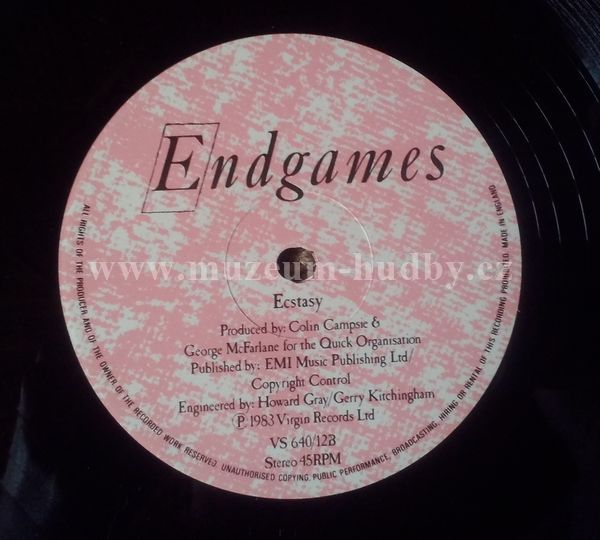 Endgames
www.muzeum-hudby.cz
Ecstasy
Produced by: Colin Campsie &
George McFarlane for the Quick Organisation
Published by: EMI Music Publishing Ltd/
Copyright Control
Engineered by: Howard Gray/Gerry Kitchingham
℗ 1983 Virgin Records Ltd
VS 640/12B
Stereo 45RPM
ALL RIGHTS OF THE PRODUCER AND OF THE OWNER OF THE RECORDED WORK RESERVED. UNAUTHORISED COPYING, PUBLIC PERFORMANCE, BROADCASTING, HIRING OR RENTAL OF THIS RECORDING PROHIBITED. MADE IN ENGLAND